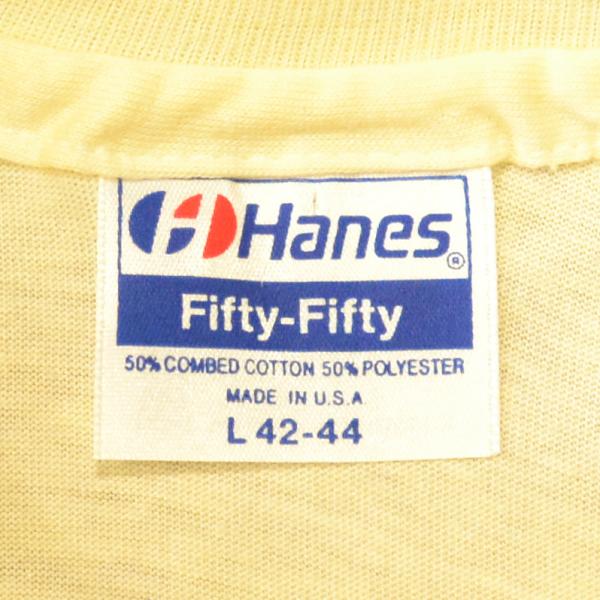 Hanes®
Fifty-Fifty
50% COMBED COTTON 50% POLYESTER
MADE IN U.S.A
L 42-44